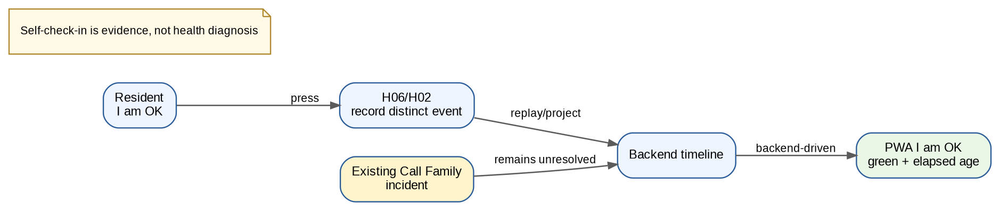 Self-check-in is evidence, not health diagnosis
Resident
I am OK
press
H06/H02
record distinct event
replay/project
Existing Call Family
incident
remains unresolved
Backend timeline
backend-driven
PWA I am OK
green + elapsed age